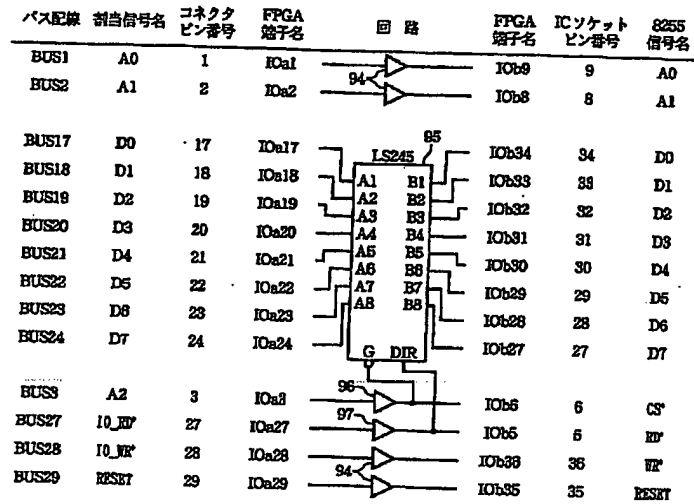 バス配線 割当信号名 コネクタピン番号 FPGA端子名 回 路 FPGA端子名 ICソケットピン番号 8255信号名
BUS1 A0 1 IOa1 IOb9 9 A0
94
BUS2 A1 2 IOa2 IOb8 8 A1
95
LS245
BUS17 D0 17 IOa17 A1 B1 IOb34 34 D0
BUS18 D1 18 IOa18 A2 B2 IOb33 33 D1
BUS19 D2 19 IOa19 A3 B3 IOb32 32 D2
BUS20 D3 20 IOa20 A4 B4 IOb31 31 D3
BUS21 D4 21 IOa21 A5 B5 IOb30 30 D4
BUS22 D5 22 IOa22 A6 B6 IOb29 29 D5
BUS23 D6 23 IOa23 A7 B7 IOb28 28 D6
BUS24 D7 24 IOa24 A8 B8 IOb27 27 D7
G DIR
BUS3 A2 3 IOa3 96 IOb6 6 CS*
BUS27 IO_RD* 27 IOa27 97 IOb5 5 RD*
BUS28 IO_WR* 28 IOa28 IOb36 36 WR*
94
BUS29 RESET 29 IOa29 IOb35 35 RESET